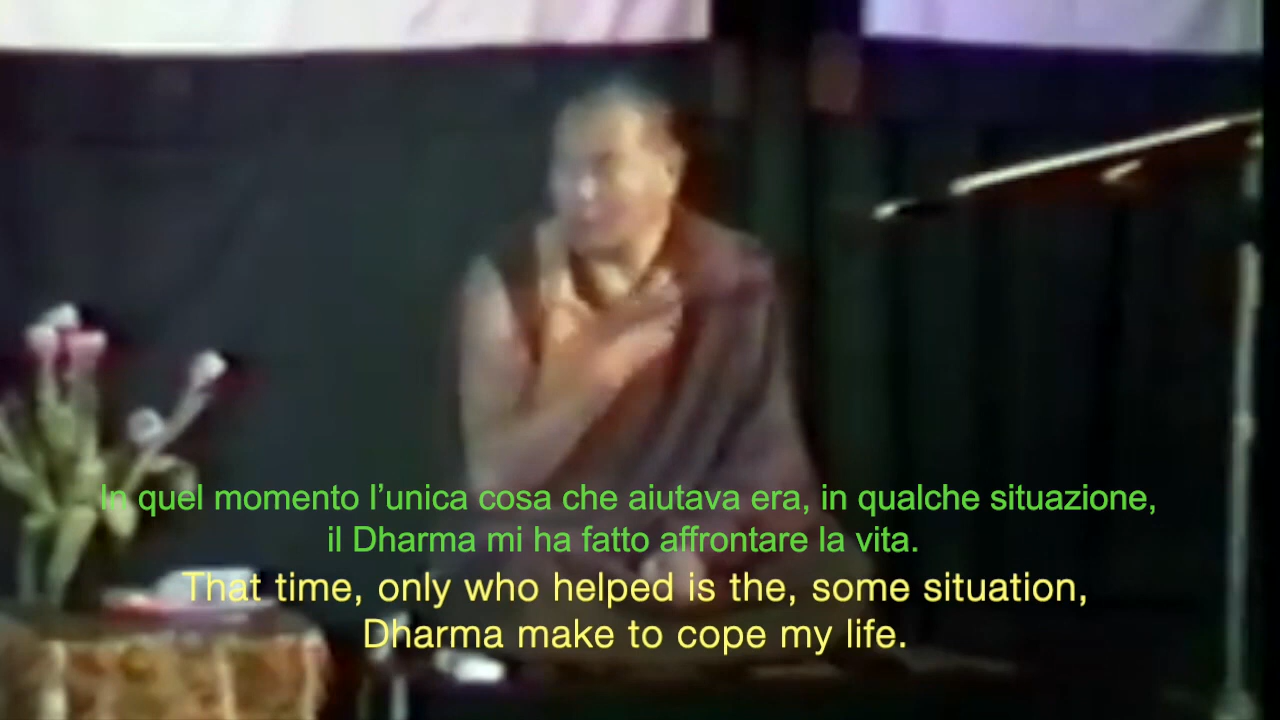 In quel momento l’unica cosa che aiutava era, in qualche situazione,
il Dharma mi ha fatto affrontare la vita.
That time, only who helped is the, some situation,
Dharma make to cope my life.